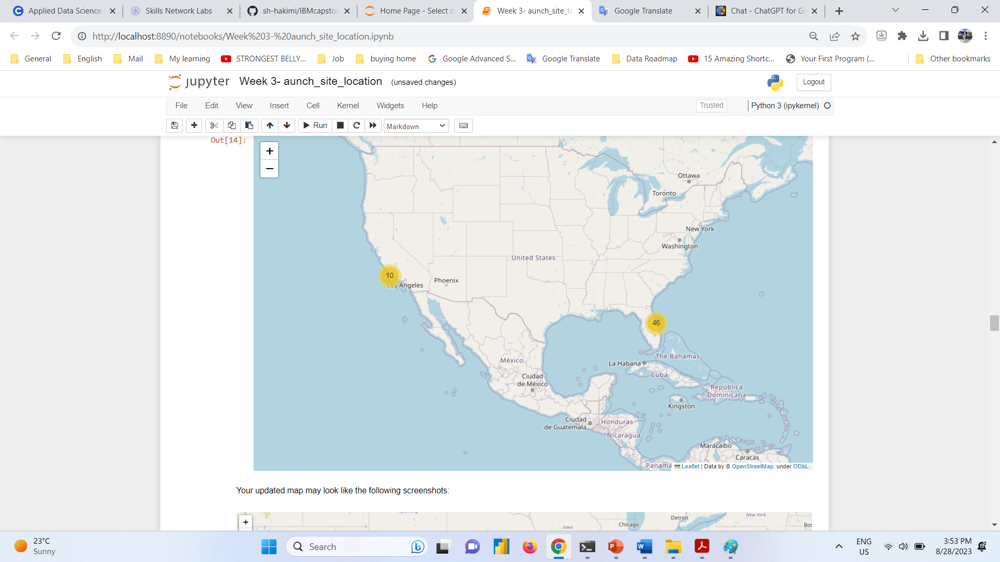 Applied Data Science
Skills Network Labs
sh-hakimi/IBMcapstor
Home Page - Select o
Week 3- aunch_site_lo
Google Translate
Chat - ChatGPT for Go
http://localhost:8890/notebooks/Week%203-%20aunch_site_location.ipynb
General
English
Mail
My learning
STRONGEST BELLY...
Job
buying home
Google Advanced S...
Google Translate
Data Roadmap
15 Amazing Shortc...
Your First Program (...
Other bookmarks
jupyter Week 3- aunch_site_location (unsaved changes)
Logout
File Edit View Insert Cell Kernel Widgets Help
Trusted
Python 3 (ipykernel)
Run
Markdown
Out[14]:
+
−
Ottawa
Toronto
New York
Washington
United States
10
Los Angeles
Phoenix
46
The Bahamas
La Habana
México
Cuba
Ciudad
de México
República
Dominicana
Kingston
Ciudad
de Guatemala
Honduras
Nicaragua
Maracaibo
Caracas
Panamá
Leaflet | Data by © OpenStreetMap, under ODbL.
Your updated map may look like the following screenshots:
+
New York
Detroit
Chicago
Iowa
Bos
23°C
Sunny
Search
ENG
US
3:53 PM
8/28/2023